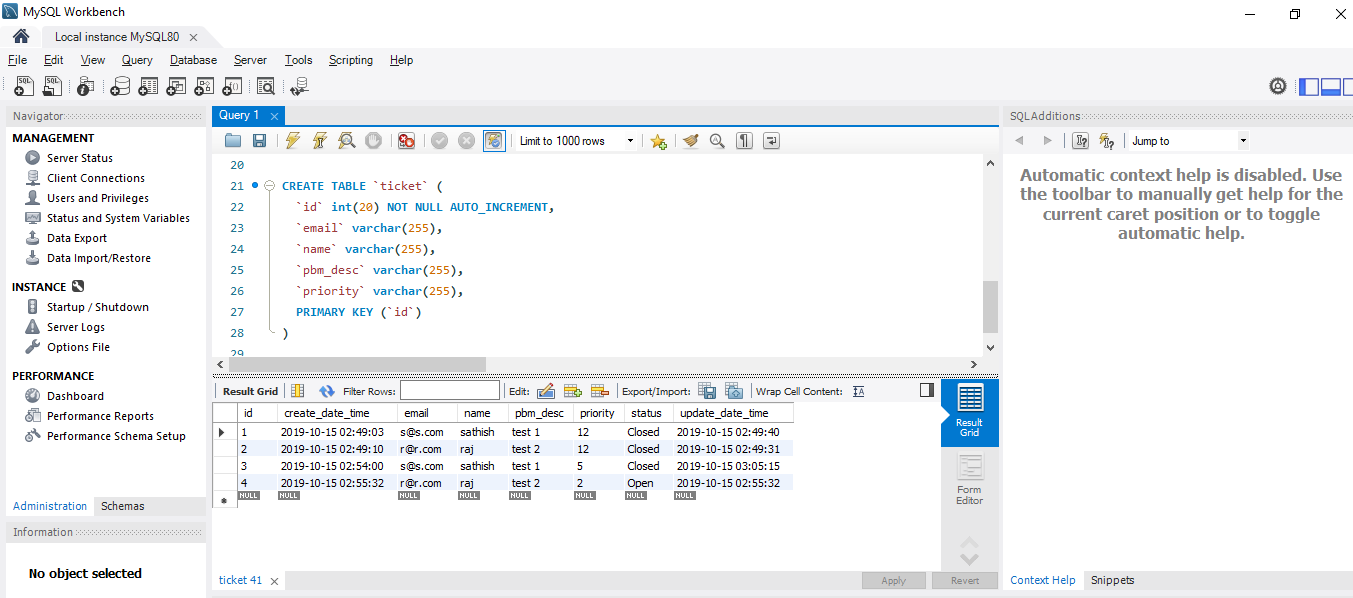 MySQL Workbench
Local instance MySQL80
File Edit View Query Database Server Tools Scripting Help
Navigator
MANAGEMENT
Server Status
Client Connections
Users and Privileges
Status and System Variables
Data Export
Data Import/Restore
INSTANCE
Startup / Shutdown
Server Logs
Options File
PERFORMANCE
Dashboard
Performance Reports
Performance Schema Setup
Administration Schemas
Information
No object selected
Query 1
Limit to 1000 rows
20
21 CREATE TABLE `ticket` (
22 `id` int(20) NOT NULL AUTO_INCREMENT,
23 `email` varchar(255),
24 `name` varchar(255),
25 `pbm_desc` varchar(255),
26 `priority` varchar(255),
27 PRIMARY KEY (`id`)
28 )
29
Result Grid Filter Rows: Edit: Export/Import: Wrap Cell Content:
id create_date_time email name pbm_desc priority status update_date_time
1 2019-10-15 02:49:03 s@s.com sathish test 1 12 Closed 2019-10-15 02:49:40
2 2019-10-15 02:49:10 r@r.com raj test 2 12 Closed 2019-10-15 02:49:31
3 2019-10-15 02:54:00 s@s.com sathish test 1 5 Closed 2019-10-15 03:05:15
4 2019-10-15 02:55:32 r@r.com raj test 2 2 Open 2019-10-15 02:55:32
NULL NULL NULL NULL NULL NULL NULL NULL
Result
Grid
Form
Editor
ticket 41
Apply Revert
SQLAdditions
Jump to
Automatic context help is disabled. Use
the toolbar to manually get help for the
current caret position or to toggle
automatic help.
Context Help Snippets